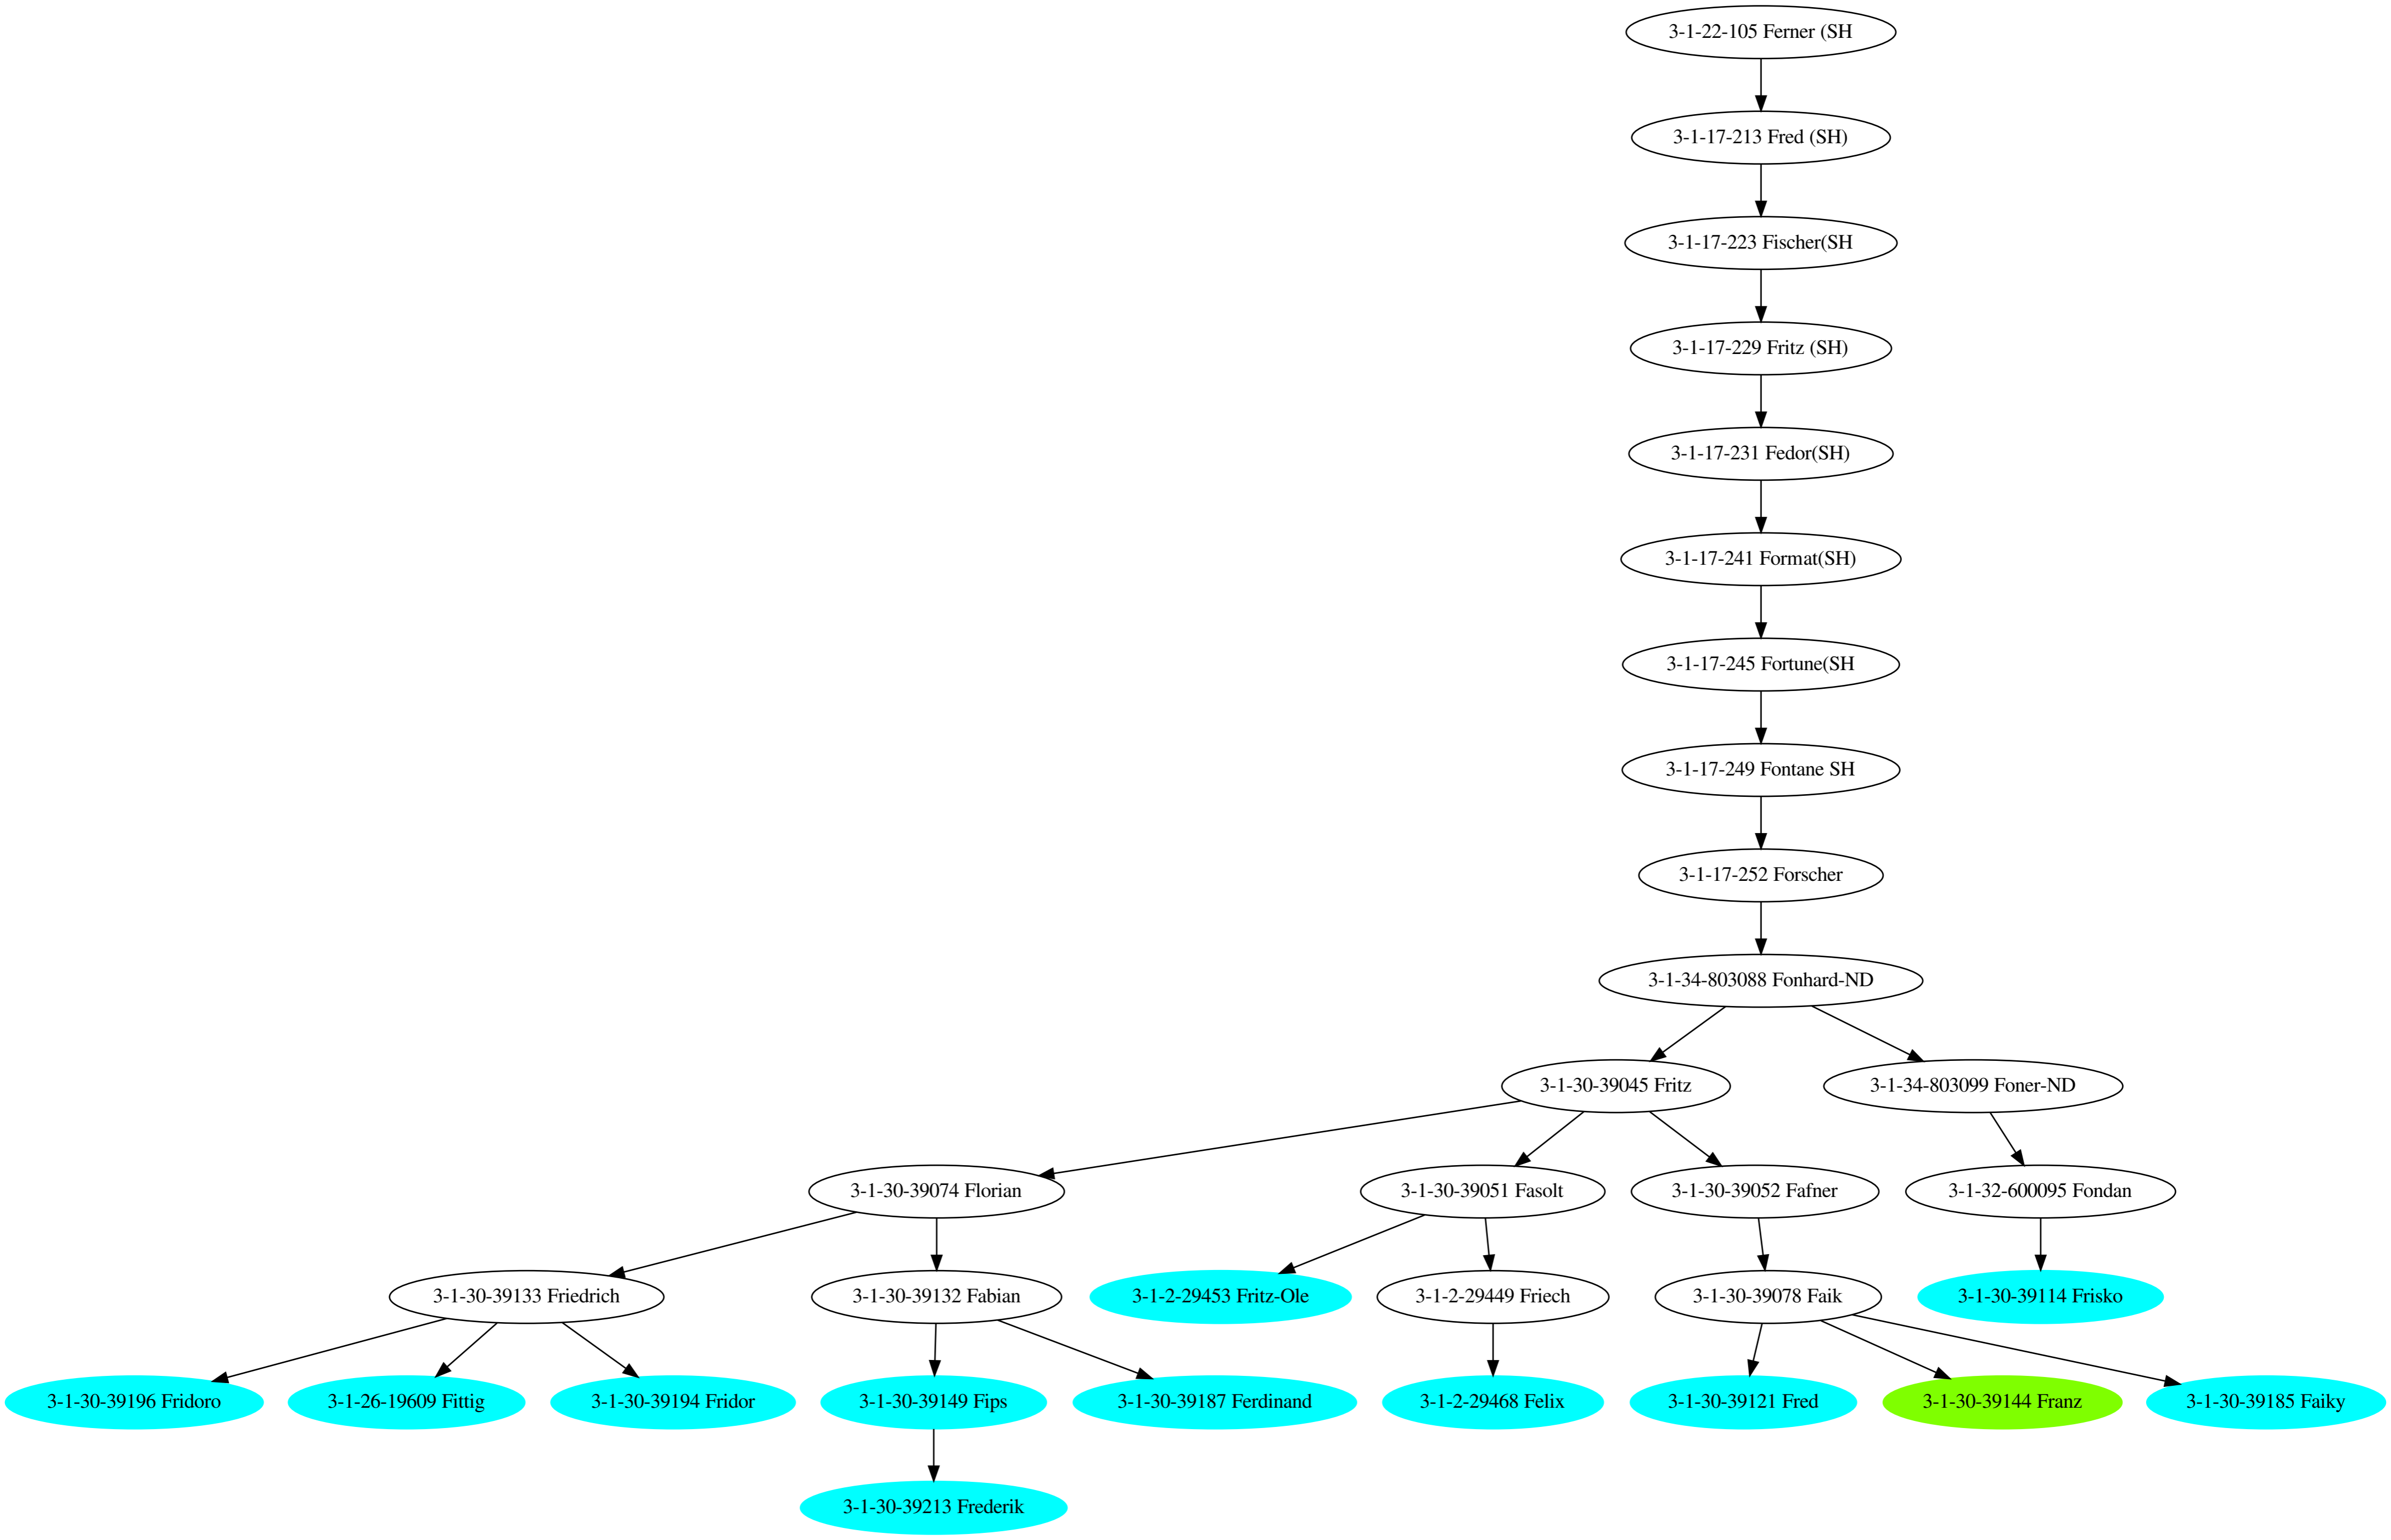 3-1-22-105 Ferner (SH
3-1-17-213 Fred (SH)
3-1-17-223 Fischer(SH
3-1-17-229 Fritz (SH)
3-1-17-231 Fedor(SH)
3-1-17-241 Format(SH)
3-1-17-245 Fortune(SH
3-1-17-249 Fontane SH
3-1-17-252 Forscher
3-1-34-803088 Fonhard-ND
3-1-30-39045 Fritz
3-1-34-803099 Foner-ND
3-1-30-39074 Florian
3-1-30-39051 Fasolt
3-1-30-39052 Fafner
3-1-32-600095 Fondan
3-1-30-39133 Friedrich
3-1-30-39132 Fabian
3-1-2-29453 Fritz-Ole
3-1-2-29449 Friech
3-1-30-39078 Faik
3-1-30-39114 Frisko
3-1-30-39196 Fridoro
3-1-26-19609 Fittig
3-1-30-39194 Fridor
3-1-30-39149 Fips
3-1-30-39187 Ferdinand
3-1-2-29468 Felix
3-1-30-39121 Fred
3-1-30-39144 Franz
3-1-30-39185 Faiky
3-1-30-39213 Frederik